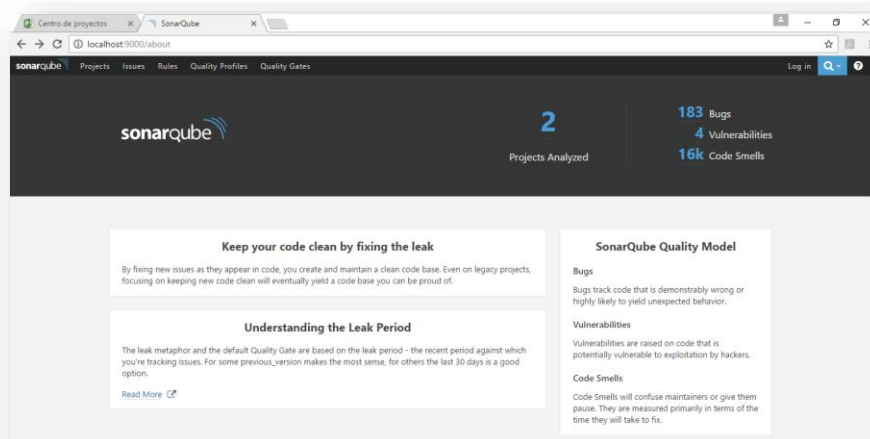 Centro de proyectos
SonarQube
localhost:9000/about
sonarqube Projects Issues Rules Quality Profiles Quality Gates Log in
sonarqube
2
Projects Analyzed
183 Bugs
4 Vulnerabilities
16k Code Smells
Keep your code clean by fixing the leak
By fixing new issues as they appear in code, you create and maintain a clean code base. Even on legacy projects,
focusing on keeping new code clean will eventually yield a code base you can be proud of.
Understanding the Leak Period
The leak metaphor and the default Quality Gate are based on the leak period - the recent period against which
you're tracking issues. For some previous_version makes the most sense, for others the last 30 days is a good
option.
Read More
SonarQube Quality Model
Bugs
Bugs track code that is demonstrably wrong or
highly likely to yield unexpected behavior.
Vulnerabilities
Vulnerabilities are raised on code that is
potentially vulnerable to exploitation by hackers.
Code Smells
Code Smells will confuse maintainers or give them
pause. They are measured primarily in terms of the
time they will take to fix.